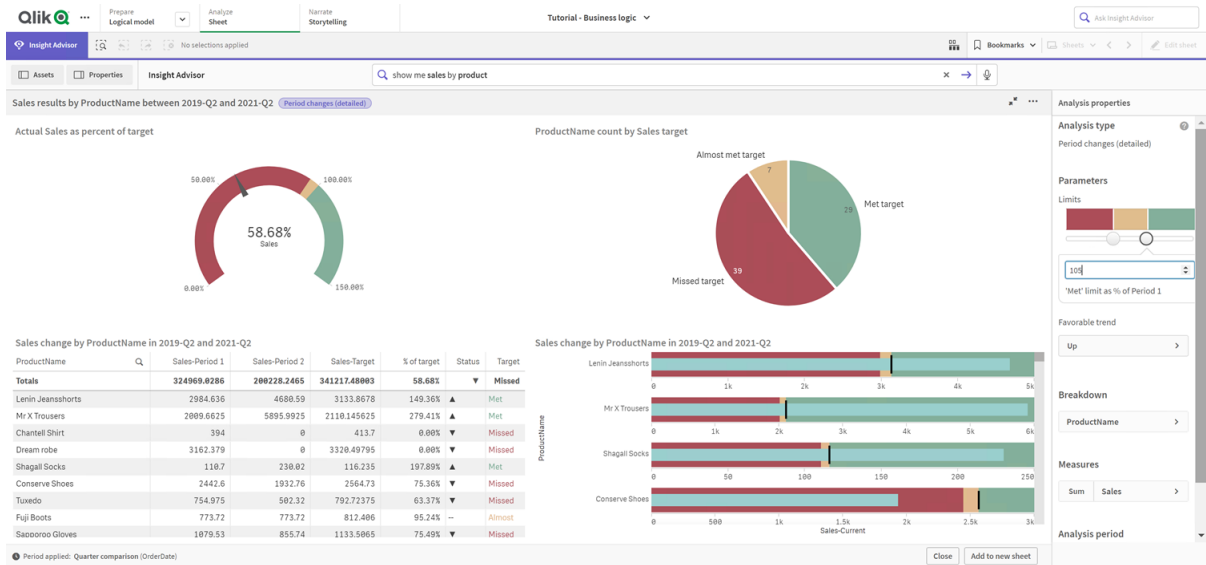 Qlik
Prepare
Logical model
Analyze
Sheet
Narrate
Storytelling
Tutorial - Business logic
Ask Insight Advisor
Insight Advisor
No selections applied
Bookmarks
Sheets
Edit sheet
Assets
Properties
Insight Advisor
show me sales by product
Sales results by ProductName between 2019-Q2 and 2021-Q2
Period changes (detailed)
Actual Sales as percent of target
50.00%
100.00%
58.68%
Sales
0.00%
150.00%
ProductName count by Sales target
Almost met target
7
Met target
29
Missed target
39
Sales change by ProductName in 2019-Q2 and 2021-Q2
ProductName Sales-Period 1 Sales-Period 2 Sales-Target % of target Status Target
Totals 324969.0286 200228.2465 341217.48003 58.68% ▼ Missed
Lenin Jeansshorts 2984.636 4680.59 3133.8678 149.36% ▲ Met
Mr X Trousers 2009.6625 5895.9925 2110.145625 279.41% ▲ Met
Chantell Shirt 394 0 413.7 0.00% ▼ Missed
Dream robe 3162.379 0 3320.49795 0.00% ▼ Missed
Shagall Socks 110.7 230.02 116.235 197.89% ▲ Met
Conserve Shoes 2442.6 1932.76 2564.73 75.36% ▼ Missed
Tuxedo 754.975 502.32 792.72375 63.37% ▼ Missed
Fuji Boots 773.72 773.72 812.406 95.24% -- Almost
Sapporoo Gloves 1079.53 855.74 1133.5065 75.49% ▼ Missed
Sales change by ProductName in 2019-Q2 and 2021-Q2
ProductName
Lenin Jeansshorts
0 1k 2k 3k 4k 5k
Mr X Trousers
0 1k 2k 3k 4k 5k 6k
Shagall Socks
0 50 100 150 200 250
Conserve Shoes
0 500 1k 1.5k 2k 2.5k 3k
Sales-Current
Analysis properties
Analysis type
Period changes (detailed)
Parameters
Limits
105
'Met' limit as % of Period 1
Favorable trend
Up
Breakdown
ProductName
Measures
Sum Sales
Analysis period
Period applied: Quarter comparison (OrderDate)
Close
Add to new sheet